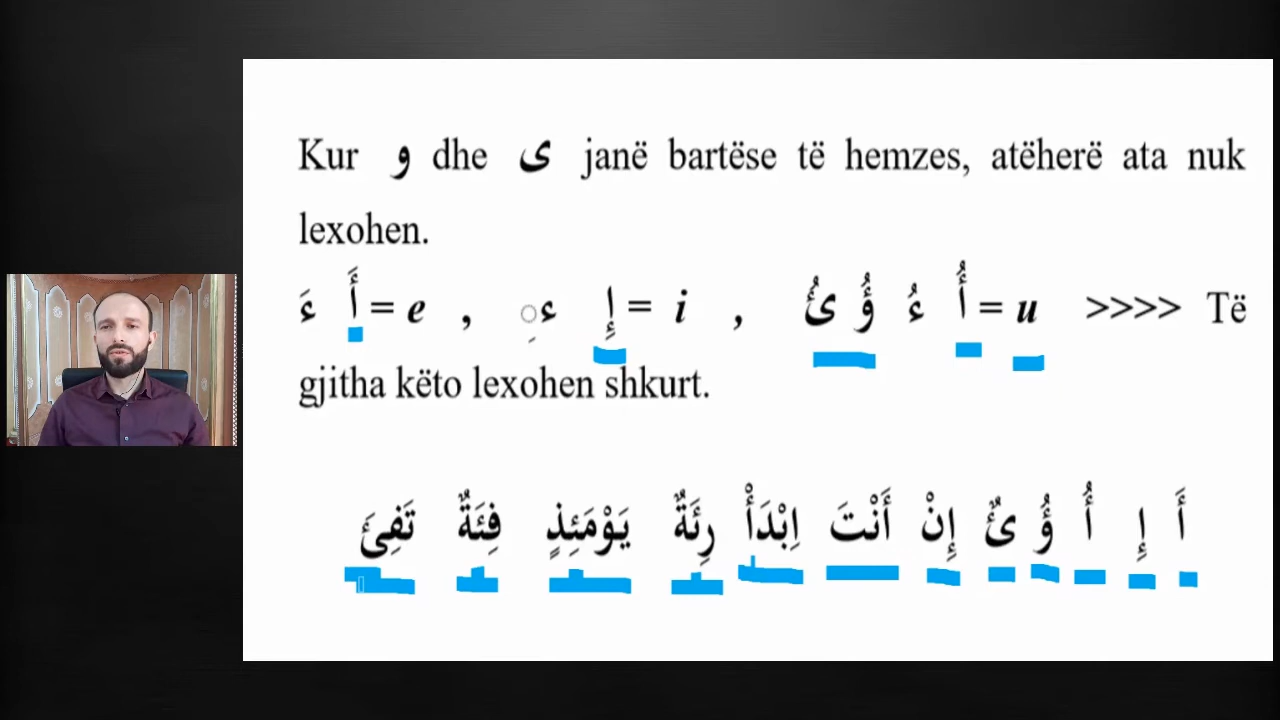 Kur و dhe ى janë bartëse të hemzes, atëherë ata nuk
lexohen.
ءَ أَ = e , ءِ إِ = i , ئُ ؤُ ءُ أُ = u >>>> Të
gjitha këto lexohen shkurt.
أَ إِ أُ ؤُ ئٌ إِنْ أَنْتَ اِبْدَأْ رِئَةٌ يَوْمَئِذٍ فِئَةٌ تَفِىَٔ